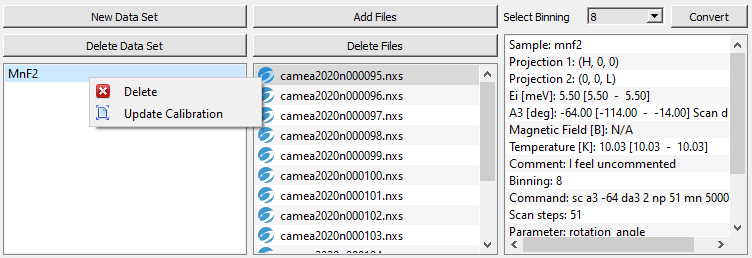 New Data Set
Add Files
Select Binning
8
Convert
Delete Data Set
Delete Files
MnF2
Delete
Update Calibration
camea2020n000095.nxs
camea2020n000096.nxs
camea2020n000097.nxs
camea2020n000098.nxs
camea2020n000099.nxs
camea2020n000100.nxs
camea2020n000101.nxs
camea2020n000102.nxs
camea2020n000103.nxs
Sample: mnf2
Projection 1: (H, 0, 0)
Projection 2: (0, 0, L)
Ei [meV]: 5.50 [5.50 - 5.50]
A3 [deg]: -64.00 [-114.00 - -14.00] Scan d
Magnetic Field [B]: N/A
Temperature [K]: 10.03 [10.03 - 10.03]
Comment: I feel uncommented
Binning: 8
Command: sc a3 -64 da3 2 np 51 mn 5000
Scan steps: 51
Parameter: rotation_angle